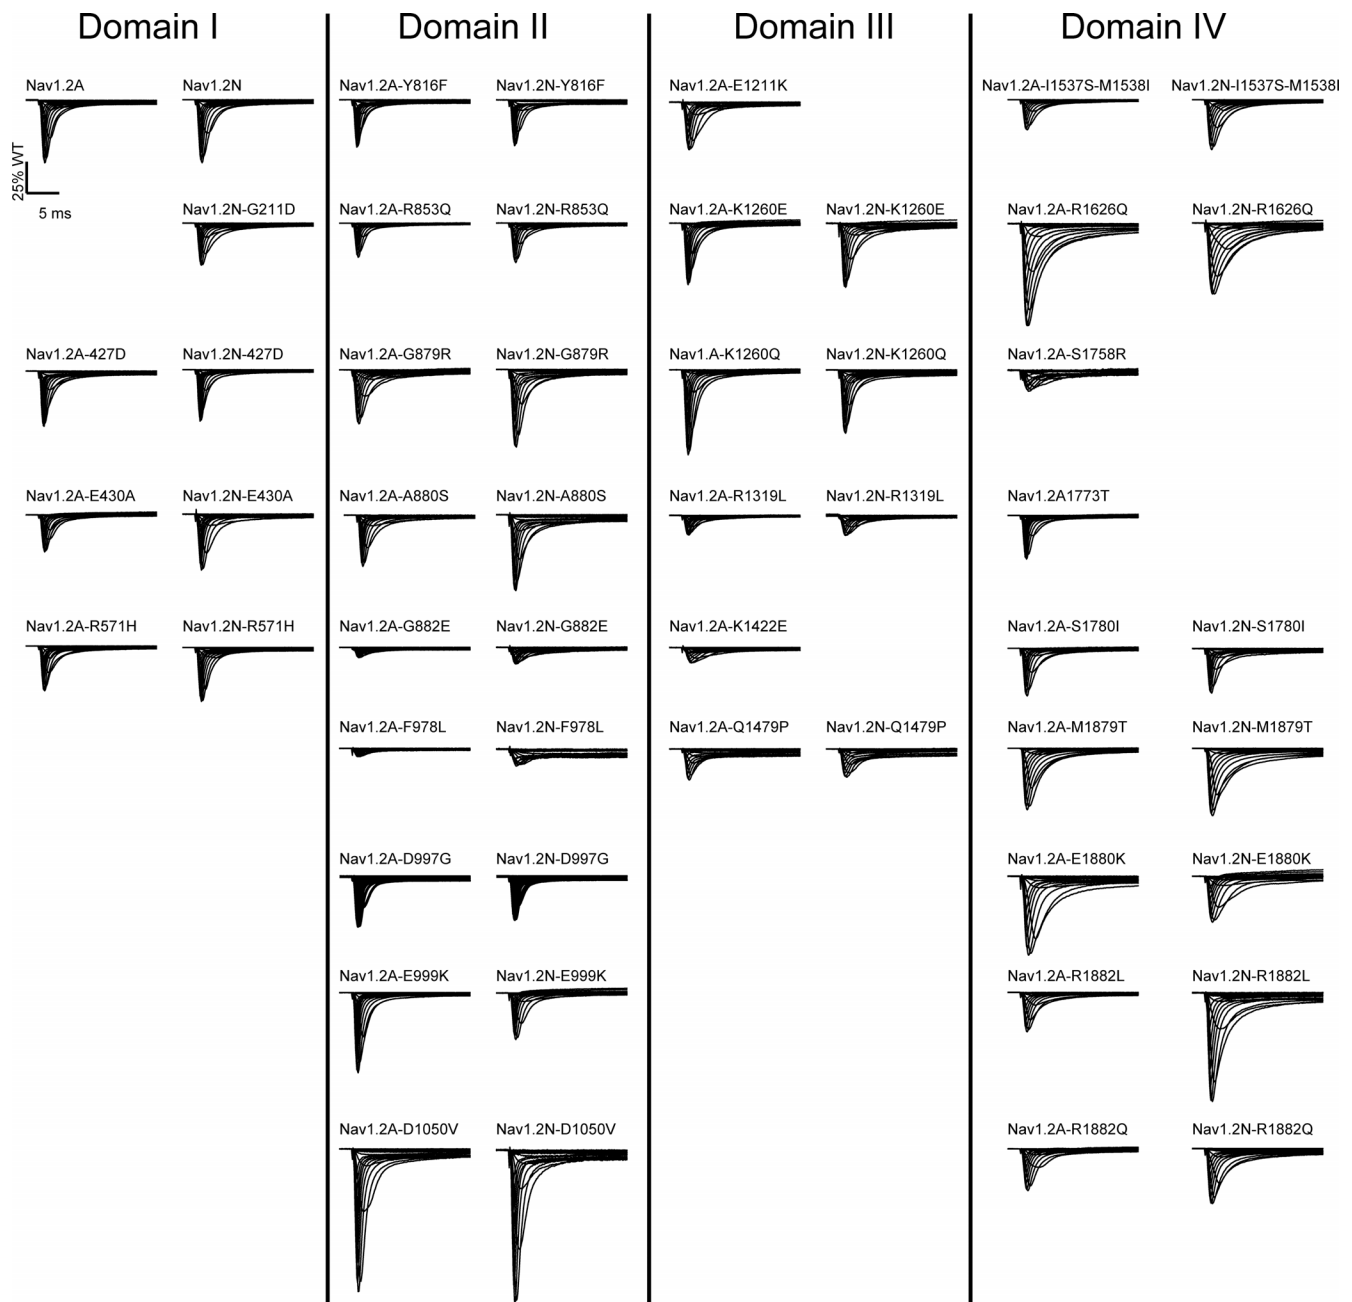 Domain I
Domain II
Domain III
Domain IV
Nav1.2A
Nav1.2N
Nav1.2A-Y816F
Nav1.2N-Y816F
Nav1.2A-E1211K
Nav1.2A-I1537S-M1538I
Nav1.2N-I1537S-M1538I
25% WT
5 ms
Nav1.2N-G211D
Nav1.2A-R853Q
Nav1.2N-R853Q
Nav1.2A-K1260E
Nav1.2N-K1260E
Nav1.2A-R1626Q
Nav1.2N-R1626Q
Nav1.2A-427D
Nav1.2N-427D
Nav1.2A-G879R
Nav1.2N-G879R
Nav1.A-K1260Q
Nav1.2N-K1260Q
Nav1.2A-S1758R
Nav1.2A-E430A
Nav1.2N-E430A
Nav1.2A-A880S
Nav1.2N-A880S
Nav1.2A-R1319L
Nav1.2N-R1319L
Nav1.2A1773T
Nav1.2A-R571H
Nav1.2N-R571H
Nav1.2A-G882E
Nav1.2N-G882E
Nav1.2A-K1422E
Nav1.2A-S1780I
Nav1.2N-S1780I
Nav1.2A-F978L
Nav1.2N-F978L
Nav1.2A-Q1479P
Nav1.2N-Q1479P
Nav1.2A-M1879T
Nav1.2N-M1879T
Nav1.2A-D997G
Nav1.2N-D997G
Nav1.2A-E1880K
Nav1.2N-E1880K
Nav1.2A-E999K
Nav1.2N-E999K
Nav1.2A-R1882L
Nav1.2N-R1882L
Nav1.2A-D1050V
Nav1.2N-D1050V
Nav1.2A-R1882Q
Nav1.2N-R1882Q